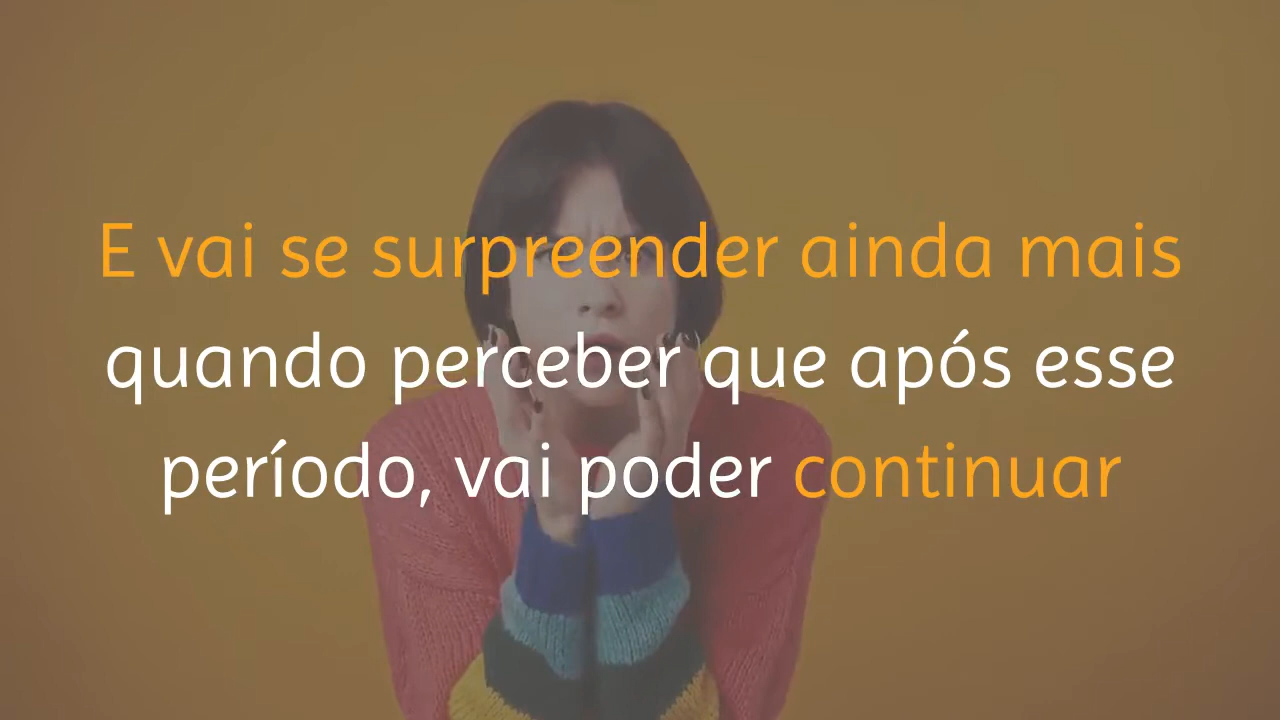 E vai se surpreender ainda mais
quando perceber que após esse
período, vai poder continuar